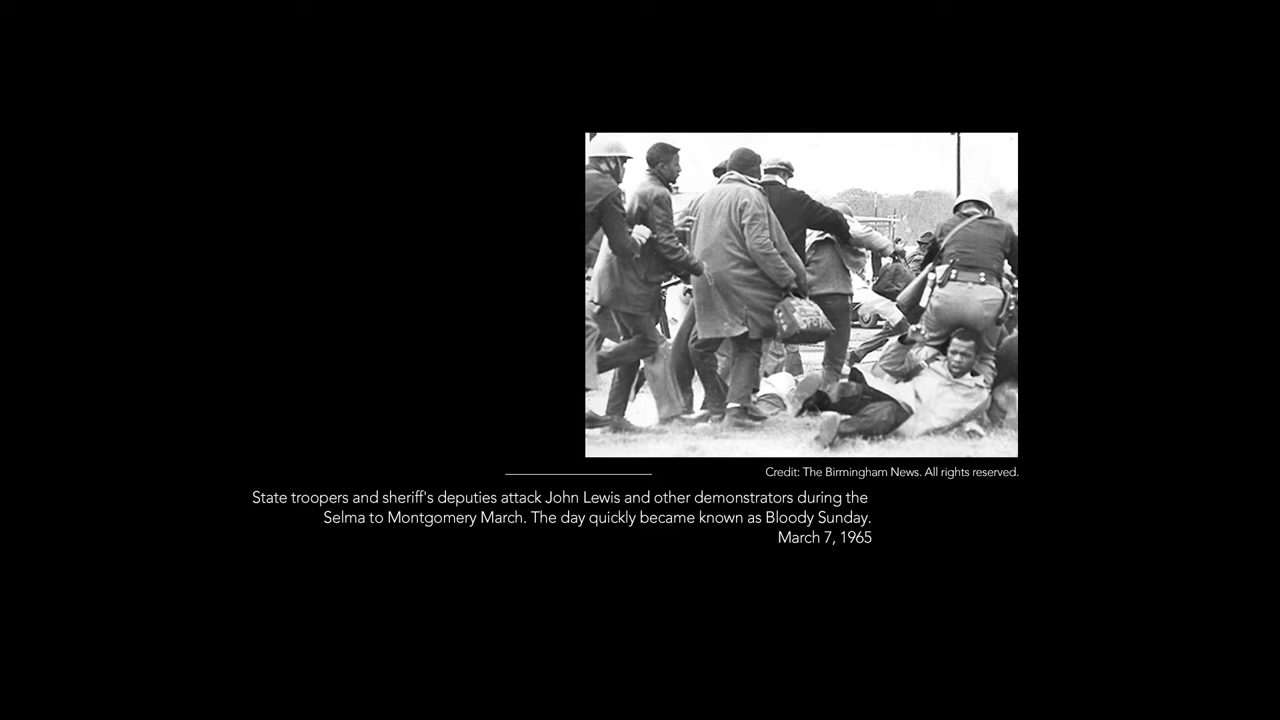 Credit: The Birmingham News. All rights reserved.
State troopers and sheriff's deputies attack John Lewis and other demonstrators during the
Selma to Montgomery March. The day quickly became known as Bloody Sunday.
March 7, 1965